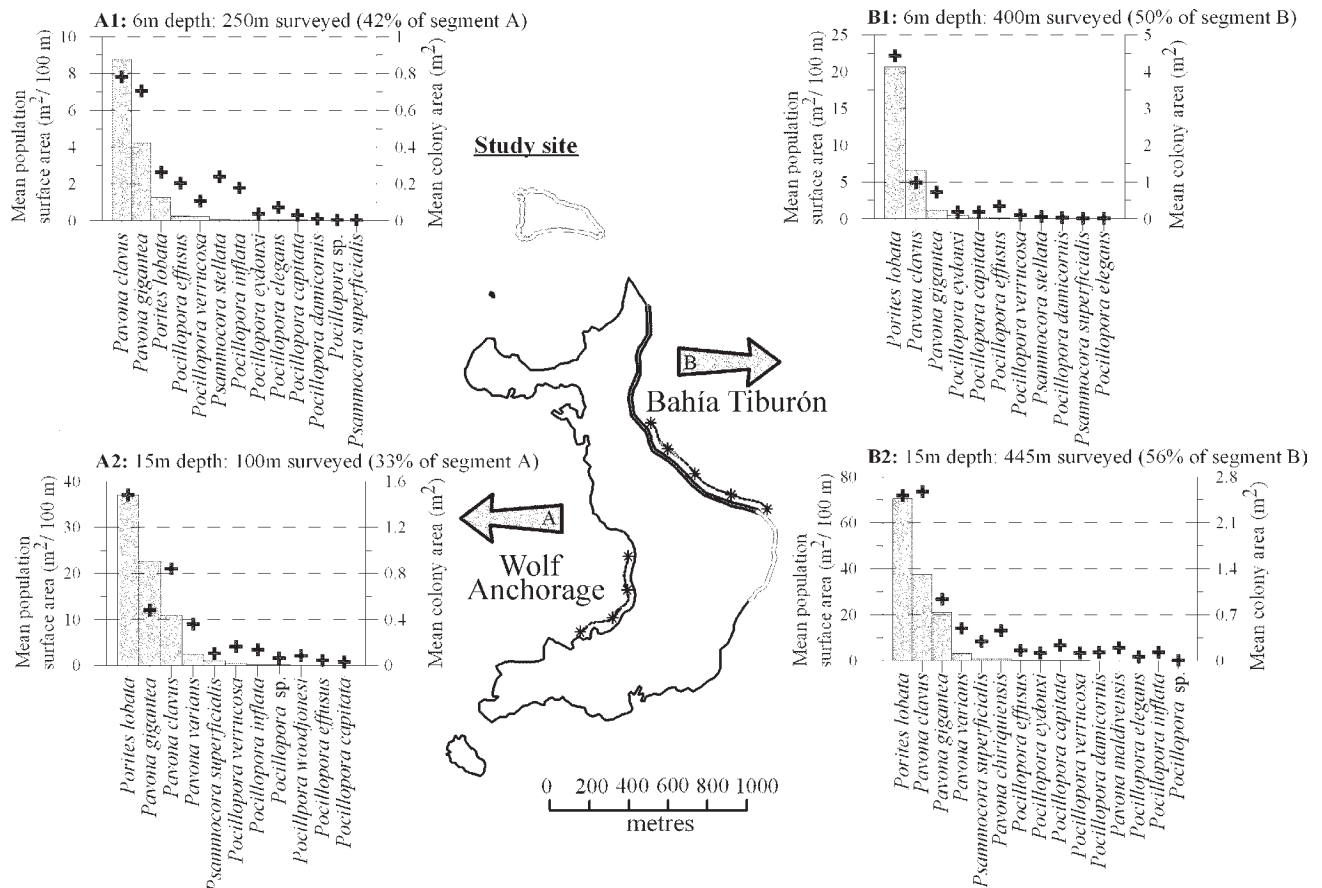 A1: 6m depth: 250m surveyed (42% of segment A)
Mean population
surface area (m²/ 100 m)
10
8
6
4
2
0
1
0.8
0.6
0.4
0.2
0
Mean colony area (m²)
Pavona clavus
Pavona gigantea
Porites lobata
Pocillopora effusus
Pocillopora verrucosa
Psammocora stellata
Pocillopora inflata
Pocillopora eydouxi
Pocillopora elegans
Pocillopora capitata
Pocillopora damicornis
Pocillopora sp.
Psammocora superficialis
B1: 6m depth: 400m surveyed (50% of segment B)
Mean population
surface area (m²/ 100 m)
25
20
15
10
5
0
5
4
3
2
1
0
Mean colony area (m²)
Porites lobata
Pavona clavus
Pavona gigantea
Pocillopora eydouxi
Pocillopora capitata
Pocillopora effusus
Pocillopora verrucosa
Psammocora stellata
Pocillopora damicornis
Psammocora superficialis
Pocillopora elegans
Study site
B
Bahía Tiburón
A
Wolf
Anchorage
0 200 400 600 800 1000
metres
A2: 15m depth: 100m surveyed (33% of segment A)
Mean population
surface area (m²/ 100 m)
40
30
20
10
0
1.6
1.2
0.8
0.4
0
Mean colony area (m²)
Porites lobata
Pavona gigantea
Pavona clavus
Pavona varians
Psammocora superficialis
Pocillopora verrucosa
Pocillopora inflata
Pocillopora sp.
Pocillpora woodjonesi
Pocillopora effusus
Pocillopora capitata
B2: 15m depth: 445m surveyed (56% of segment B)
Mean population
surface area (m²/ 100 m)
80
60
40
20
0
2.8
2.1
1.4
0.7
0
Mean colony area (m²)
Porites lobata
Pavona clavus
Pavona gigantea
Pavona varians
Psammocora superficialis
Pavona chiriquiensis
Pocillopora effusus
Pocillopora eydouxi
Pocillopora capitata
Pocillopora verrucosa
Pocillopora damicornis
Pavona maldivensis
Pocillopora elegans
Pocillopora inflata
Pocillopora sp.